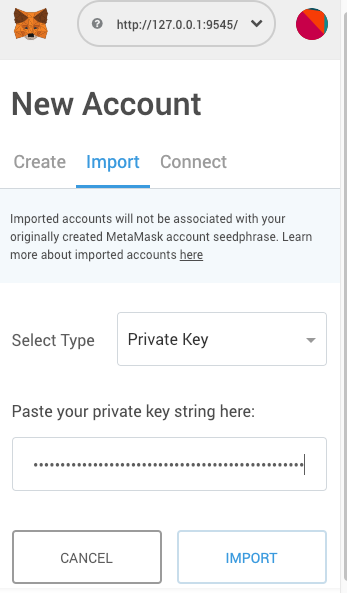 http://127.0.0.1:9545/
New Account
Create Import Connect
Imported accounts will not be associated with your
originally created MetaMask account seedphrase. Learn
more about imported accounts here
Select Type Private Key
Paste your private key string here:
CANCEL IMPORT